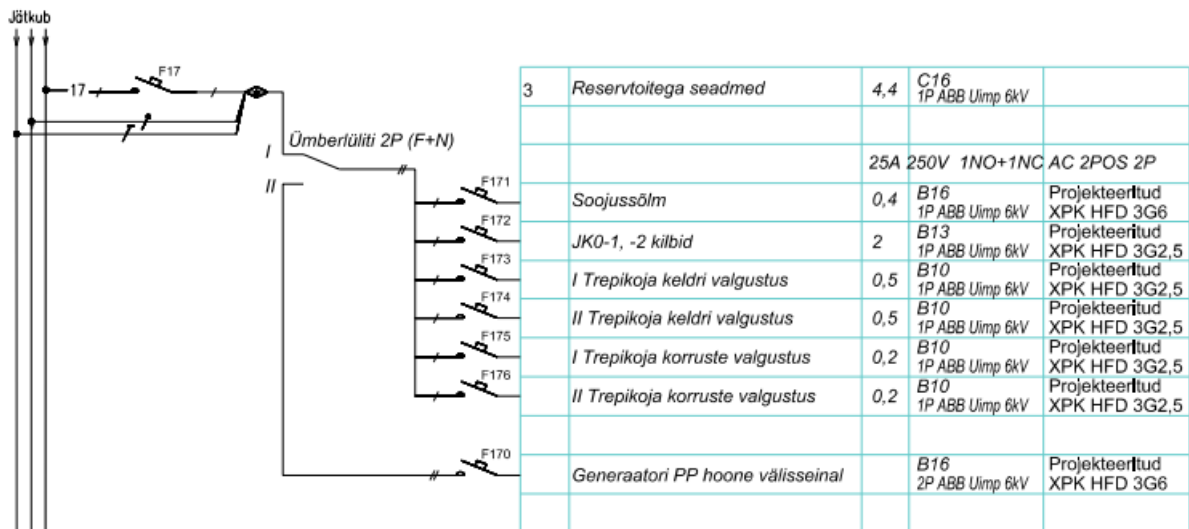 Jätkub
17
F17
3 Reservtoitega seadmed 4,4 C16
1P ABB Uimp 6kV
Ümberlüliti 2P (F+N)
I
25A 250V 1NO+1NC AC 2POS 2P
II
F171
Soojussõlm 0,4 B16 Projekteeritud
1P ABB Uimp 6kV XPK HFD 3G6
F172
JK0-1, -2 kilbid 2 B13 Projekteeritud
1P ABB Uimp 6kV XPK HFD 3G2,5
F173
I Trepikoja keldri valgustus 0,5 B10 Projekteeritud
1P ABB Uimp 6kV XPK HFD 3G2,5
F174
II Trepikoja keldri valgustus 0,5 B10 Projekteeritud
1P ABB Uimp 6kV XPK HFD 3G2,5
F175
I Trepikoja korruste valgustus 0,2 B10 Projekteeritud
1P ABB Uimp 6kV XPK HFD 3G2,5
F176
II Trepikoja korruste valgustus 0,2 B10 Projekteeritud
1P ABB Uimp 6kV XPK HFD 3G2,5
F170
Generaatori PP hoone välisseinal B16 Projekteeritud
2P ABB Uimp 6kV XPK HFD 3G6